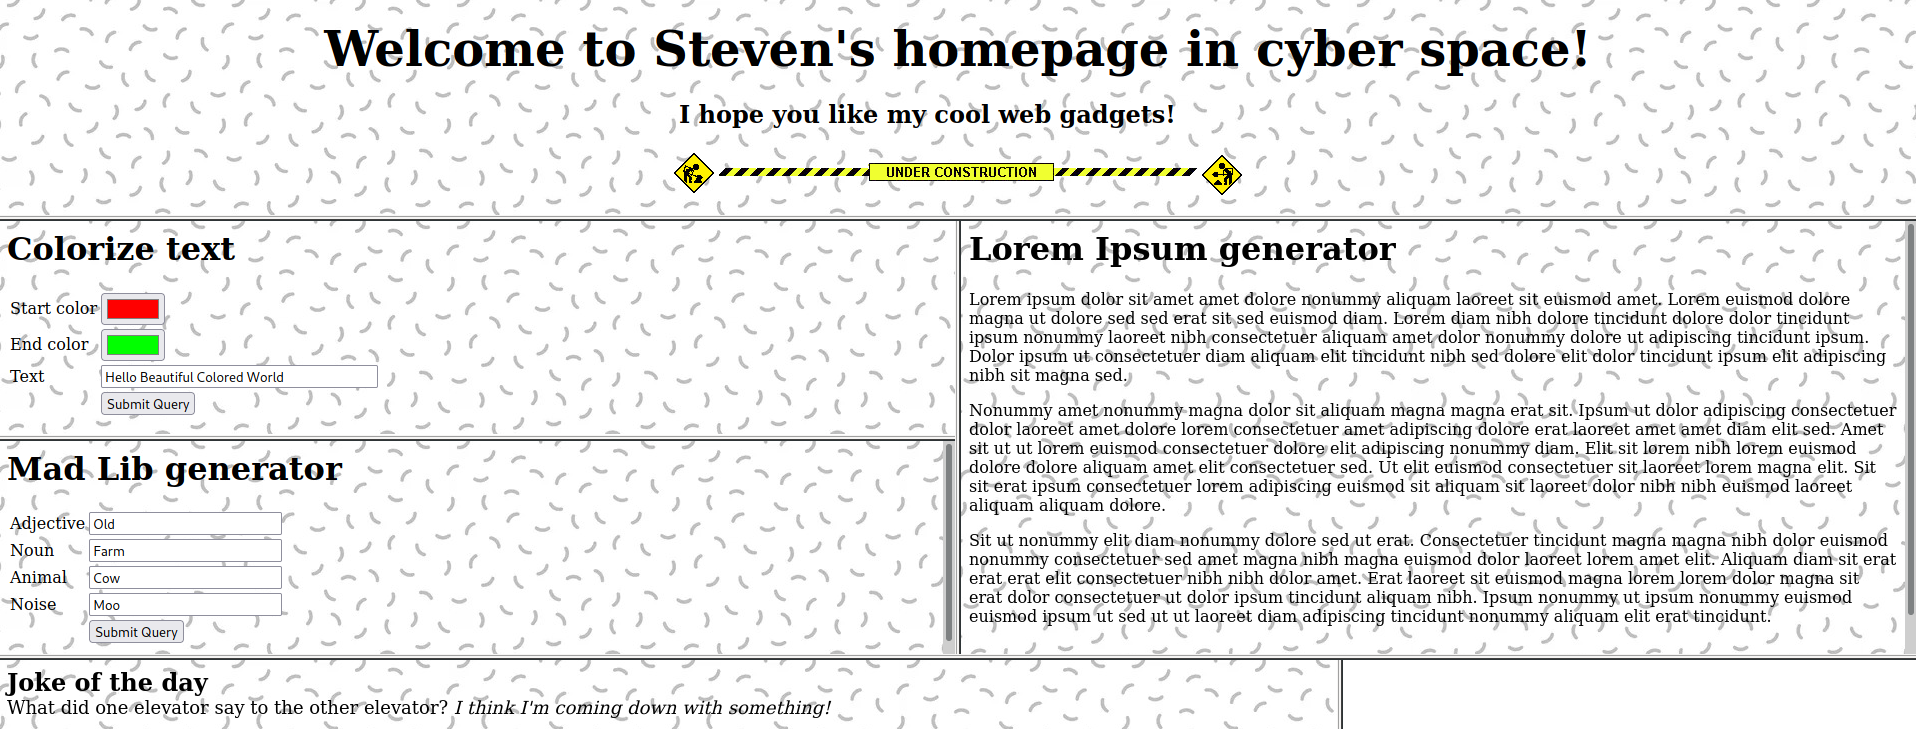 Welcome to Steven's homepage in cyber space!
I hope you like my cool web gadgets!
UNDER CONSTRUCTION
Colorize text
Start color
End color
Text Hello Beautiful Colored World
Submit Query
Mad Lib generator
Adjective Old
Noun Farm
Animal Cow
Noise Moo
Submit Query
Lorem Ipsum generator
Lorem ipsum dolor sit amet amet dolore nonummy aliquam laoreet sit euismod amet. Lorem euismod dolore
magna ut dolore sed sed erat sit sed euismod diam. Lorem diam nibh dolore tincidunt dolore dolor tincidunt
ipsum nonummy laoreet nibh consectetuer aliquam amet dolor nonummy dolore ut adipiscing tincidunt ipsum.
Dolor ipsum ut consectetuer diam aliquam elit tincidunt nibh sed dolore elit dolor tincidunt ipsum elit adipiscing
nibh sit magna sed.
Nonummy amet nonummy magna dolor sit aliquam magna magna erat sit. Ipsum ut dolor adipiscing consectetuer
dolor laoreet amet dolore lorem consectetuer amet adipiscing dolore erat laoreet amet amet diam elit sed. Amet
sit ut ut lorem euismod consectetuer dolore elit adipiscing nonummy diam. Elit sit lorem nibh lorem euismod
dolore dolore aliquam amet elit consectetuer sed. Ut elit euismod consectetuer sit laoreet lorem magna elit. Sit
sit erat ipsum consectetuer lorem adipiscing euismod sit aliquam sit laoreet dolor nibh nibh euismod laoreet
aliquam aliquam dolore.
Sit ut nonummy elit diam nonummy dolore sed ut erat. Consectetuer tincidunt magna magna nibh dolor euismod
nonummy consectetuer sed amet magna nibh magna euismod dolor laoreet lorem amet elit. Aliquam diam sit erat
erat erat elit consectetuer nibh nibh dolor amet. Erat laoreet sit euismod magna lorem lorem dolor magna sit
erat dolor consectetuer ut dolor ipsum tincidunt aliquam nibh. Ipsum nonummy ut ipsum nonummy euismod
euismod ipsum ut sed ut ut laoreet diam adipiscing tincidunt nonummy aliquam elit erat tincidunt.
Joke of the day
What did one elevator say to the other elevator? I think I'm coming down with something!